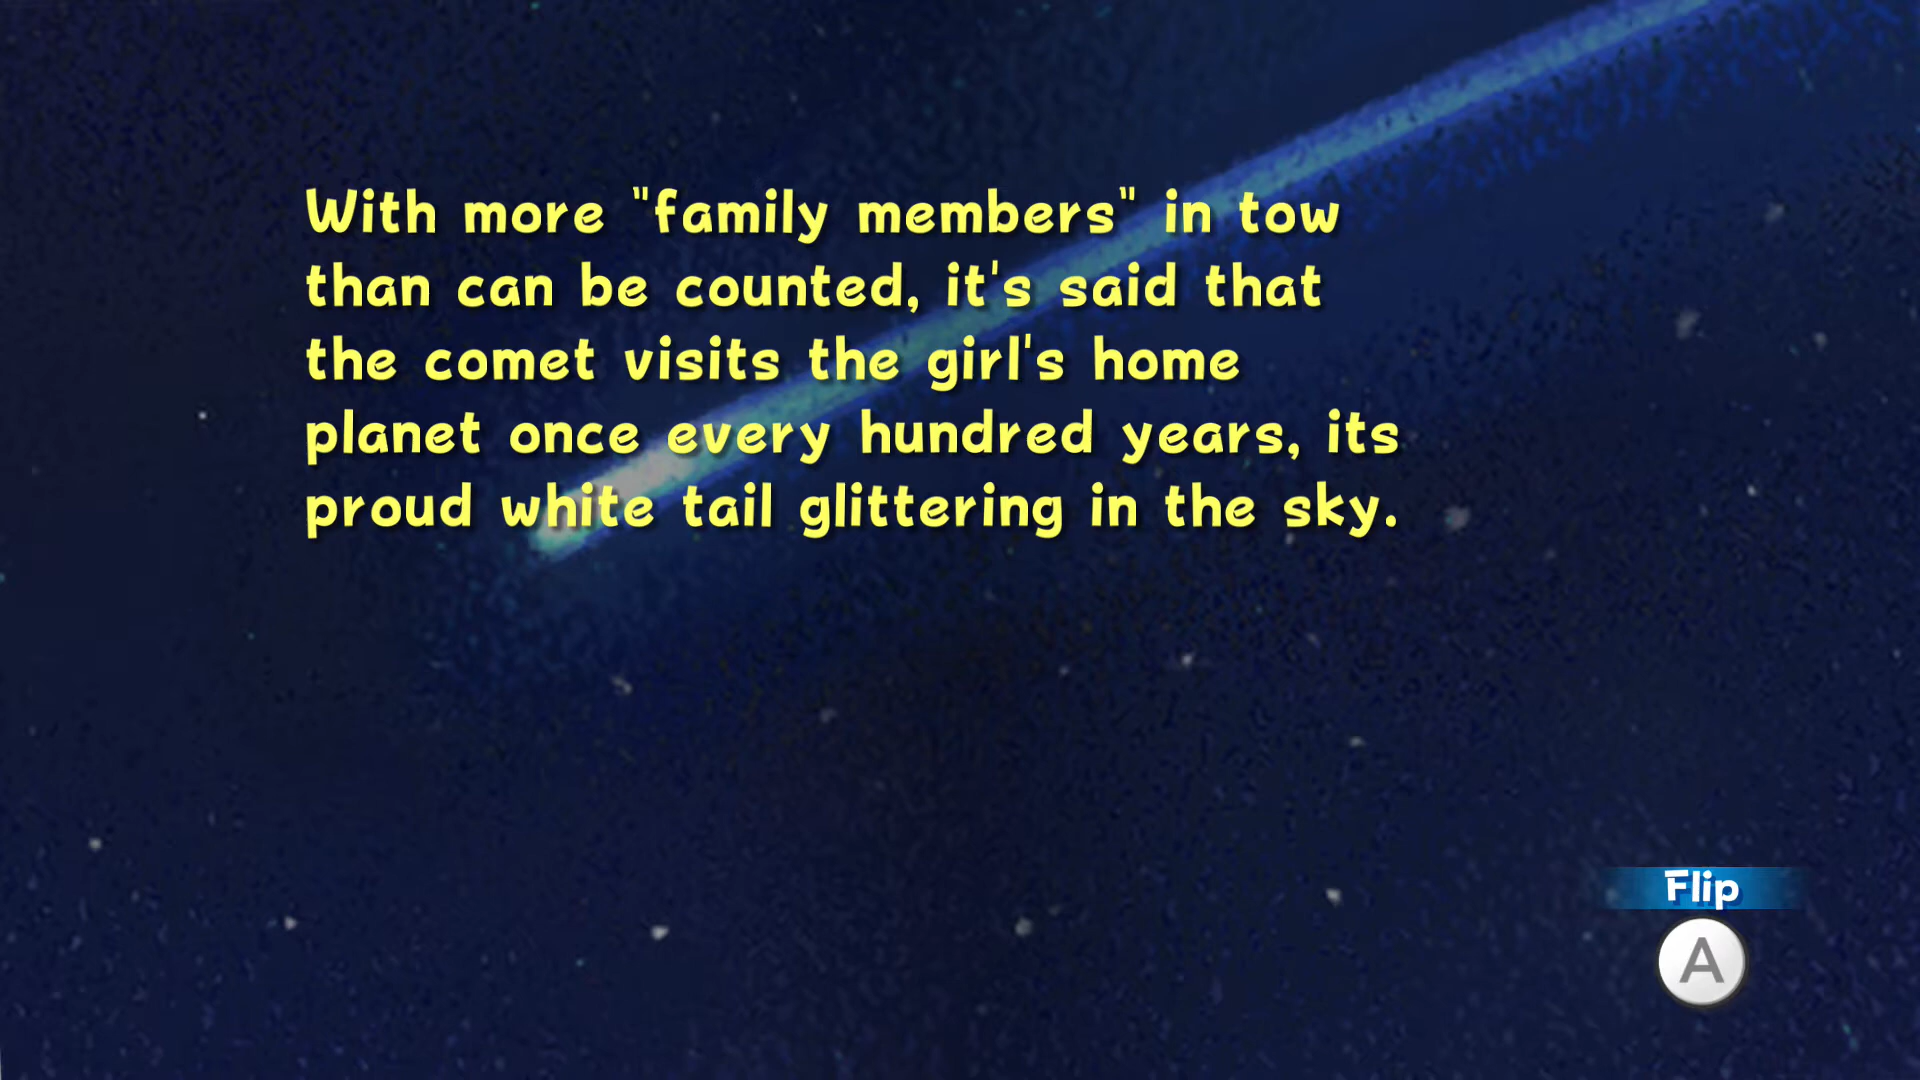 With more "family members" in tow
than can be counted, it's said that
the comet visits the girl's home
planet once every hundred years, its
proud white tail glittering in the sky.
Flip
A